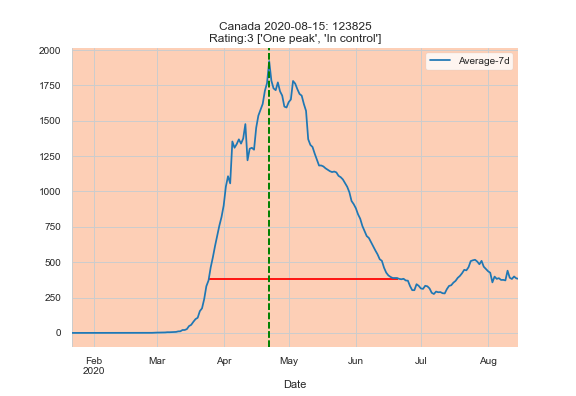 Canada 2020-08-15: 123825
Rating:3 ['One peak', 'In control']
Average-7d
2000
1750
1500
1250
1000
750
500
250
0
Feb
2020
Mar
Apr
May
Jun
Jul
Aug
Date